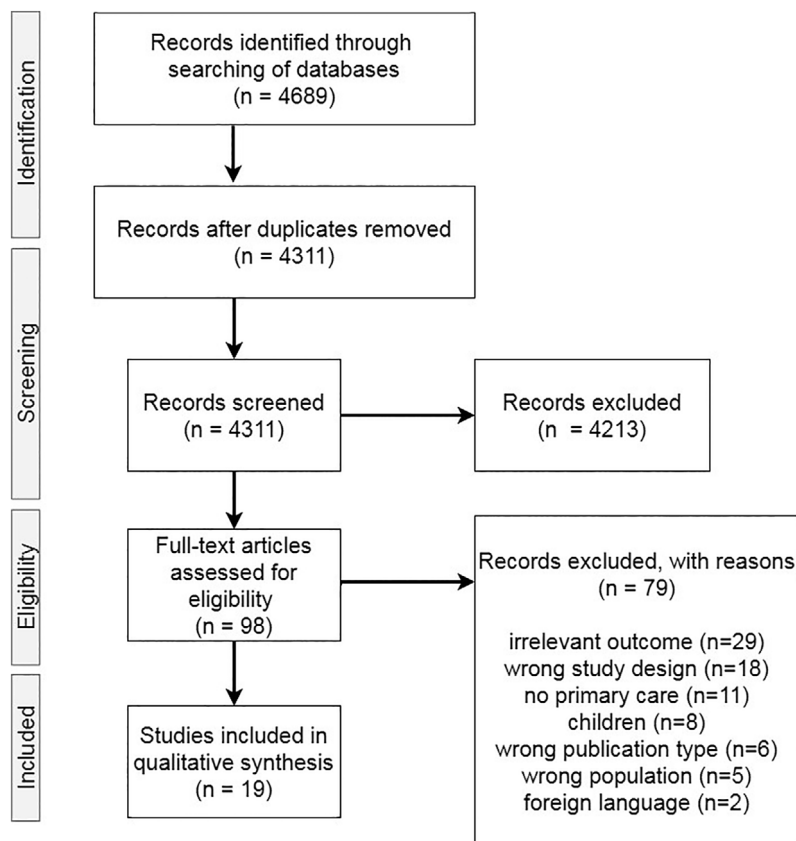 Identification
Records identified through
searching of databases
(n = 4689)
Records after duplicates removed
(n = 4311)
Screening
Records screened
(n = 4311)
Records excluded
(n  = 4213)
Eligibility
Full-text articles
assessed for
eligibility
(n = 98)
Records excluded, with reasons
(n = 79)
irrelevant outcome (n=29)
wrong study design (n=18)
no primary care (n=11)
children (n=8)
wrong publication type (n=6)
wrong population (n=5)
foreign language (n=2)
Included
Studies included in
qualitative synthesis
(n = 19)